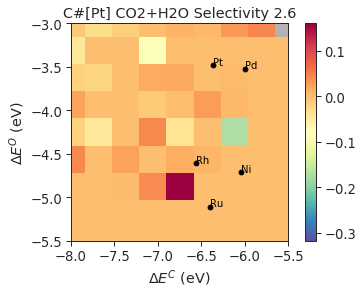 C#[Pt] CO2+H2O Selectivity 2.6
−3.0
−3.5
−4.0
−4.5
−5.0
−5.5
ΔE^O (eV)
Pt
Pd
Rh
Ni
Ru
−8.0 −7.5 −7.0 −6.5 −6.0 −5.5
ΔE^C (eV)
0.1
0.0
−0.1
−0.2
−0.3